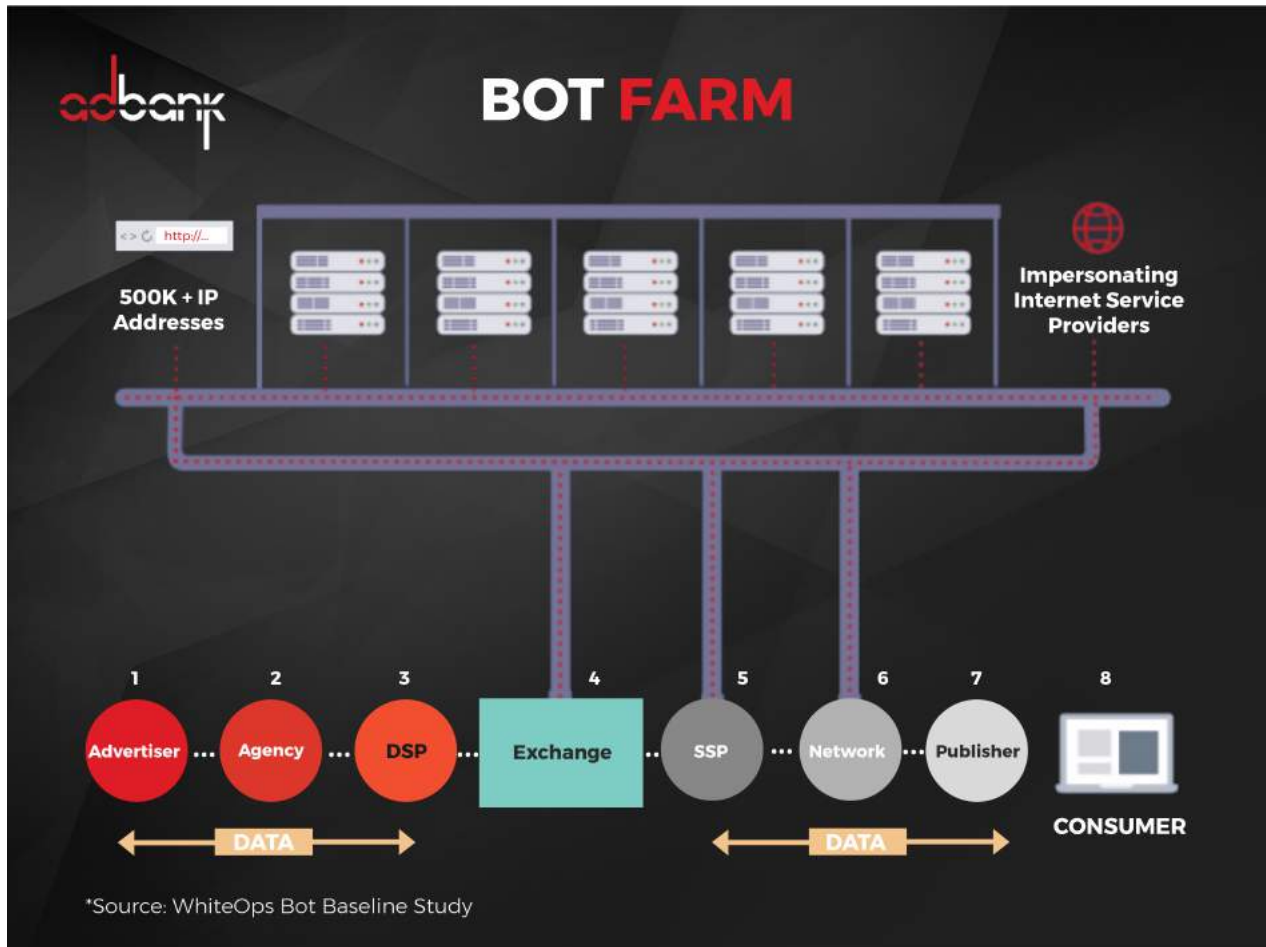 adbank
BOT FARM
< > http://...
500K + IP
Addresses
Impersonating
Internet Service
Providers
1 2 3 4 5 6 7 8
Advertiser ... Agency ... DSP ... Exchange ... SSP ... Network ... Publisher
DATA DATA
CONSUMER
*Source: WhiteOps Bot Baseline Study